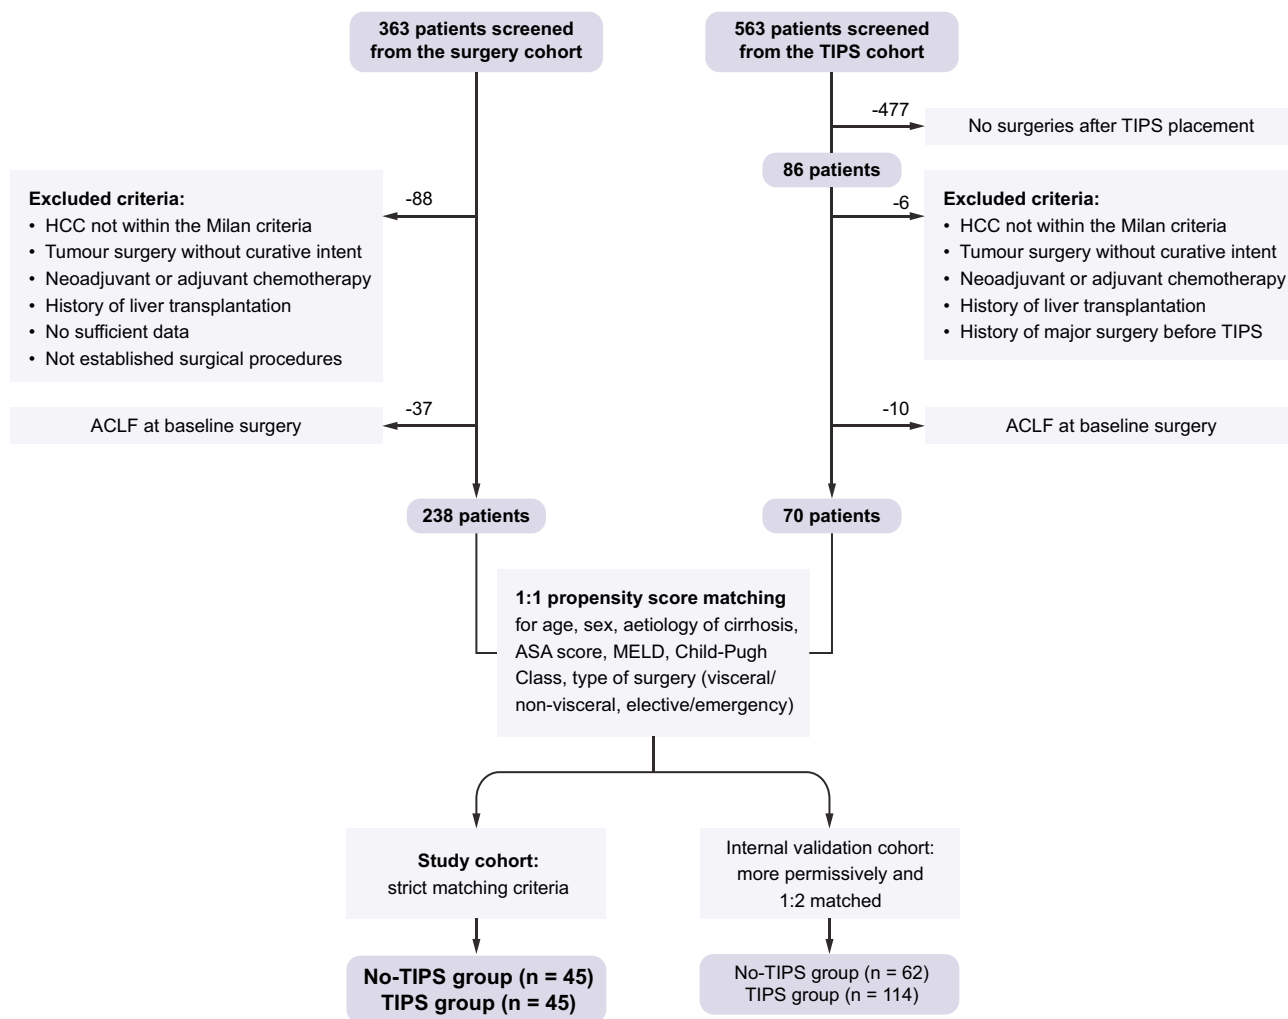 363 patients screened
from the surgery cohort
563 patients screened
from the TIPS cohort
-477
No surgeries after TIPS placement
86 patients
-88
Excluded criteria:
• HCC not within the Milan criteria
• Tumour surgery without curative intent
• Neoadjuvant or adjuvant chemotherapy
• History of liver transplantation
• No sufficient data
• Not established surgical procedures
-6
Excluded criteria:
• HCC not within the Milan criteria
• Tumour surgery without curative intent
• Neoadjuvant or adjuvant chemotherapy
• History of liver transplantation
• History of major surgery before TIPS
-37
ACLF at baseline surgery
-10
ACLF at baseline surgery
238 patients
70 patients
1:1 propensity score matching
for age, sex, aetiology of cirrhosis,
ASA score, MELD, Child-Pugh
Class, type of surgery (visceral/
non-visceral, elective/emergency)
Study cohort:
strict matching criteria
Internal validation cohort:
more permissively and
1:2 matched
No-TIPS group (n = 45)
TIPS group (n = 45)
No-TIPS group (n = 62)
TIPS group (n = 114)